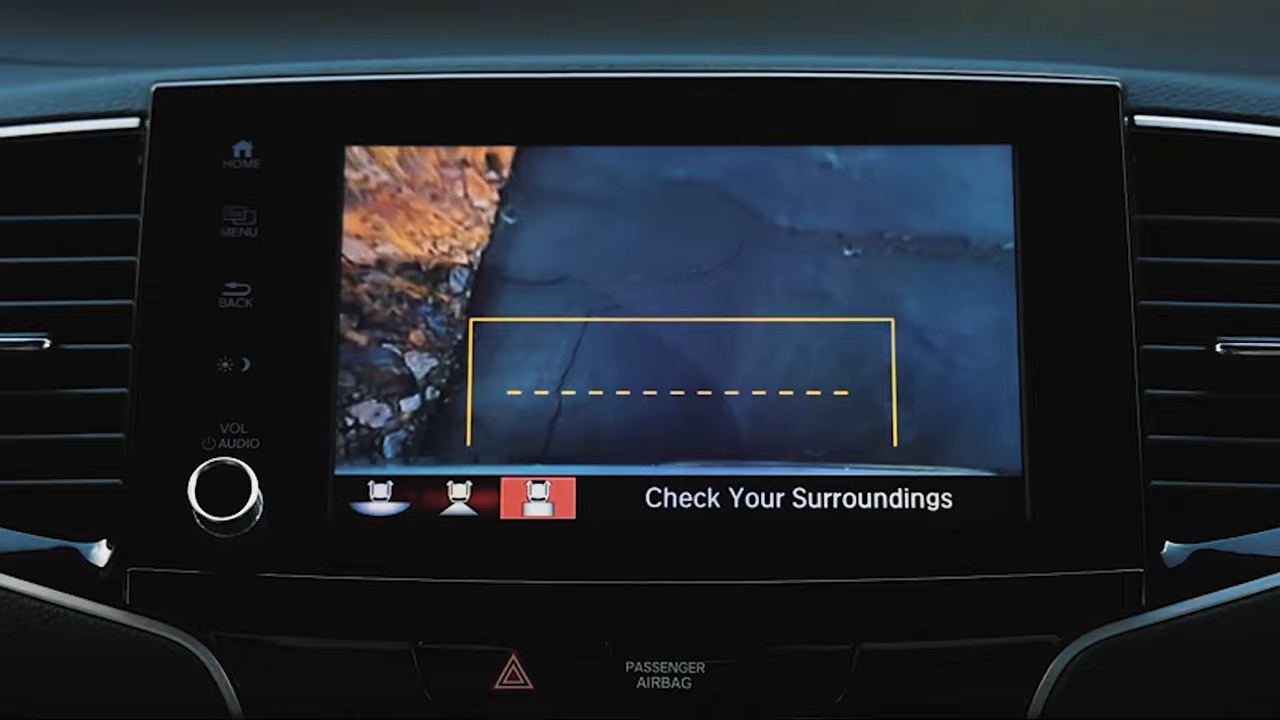 HOME
MENU
BACK
VOL
AUDIO
Check Your Surroundings
PASSENGER
AIRBAG